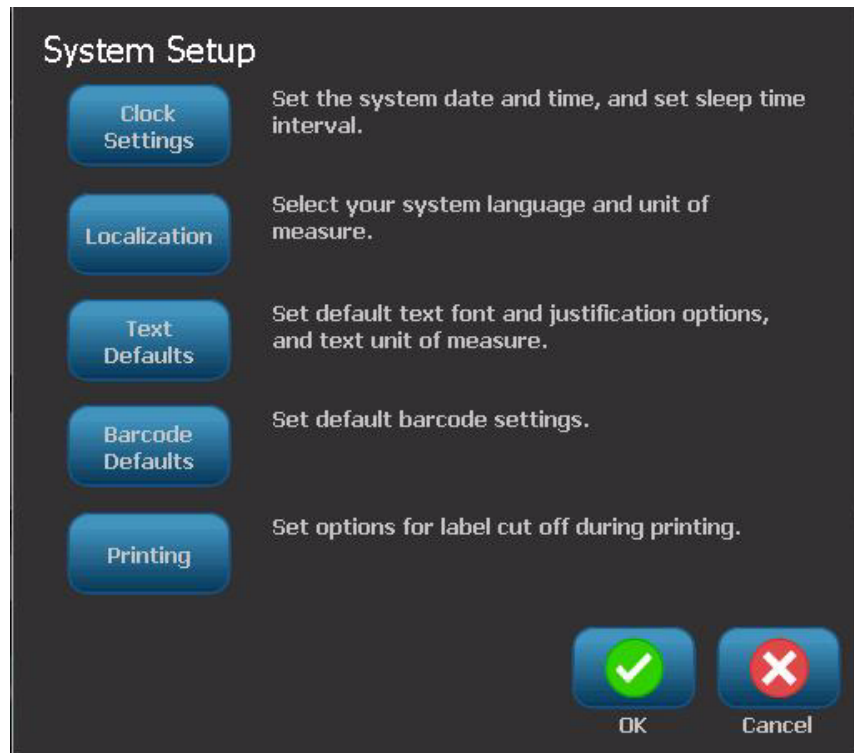 System Setup
Clock
Settings
Set the system date and time, and set sleep time
interval.
Localization
Select your system language and unit of
measure.
Text
Defaults
Set default text font and justification options,
and text unit of measure.
Barcode
Defaults
Set default barcode settings.
Printing
Set options for label cut off during printing.
OK
Cancel